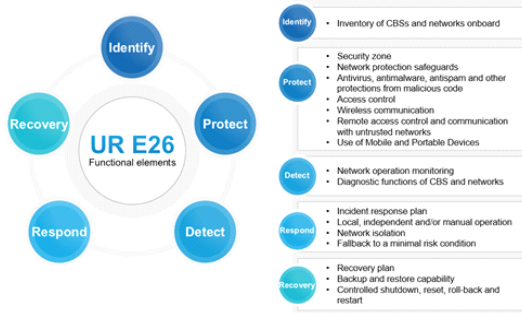 Identify
Recovery
Protect
UR E26
Functional elements
Respond
Detect
Identify
• Inventory of CBSs and networks onboard
Protect
• Security zone
• Network protection safeguards
• Antivirus, antimalware, antispam and other
protections from malicious code
• Access control
• Wireless communication
• Remote access control and communication
with untrusted networks
• Use of Mobile and Portable Devices
Detect
• Network operation monitoring
• Diagnostic functions of CBS and networks
Respond
• Incident response plan
• Local, independent and/or manual operation
• Network isolation
• Fallback to a minimal risk condition
Recovery
• Recovery plan
• Backup and restore capability
• Controlled shutdown, reset, roll-back and
restart